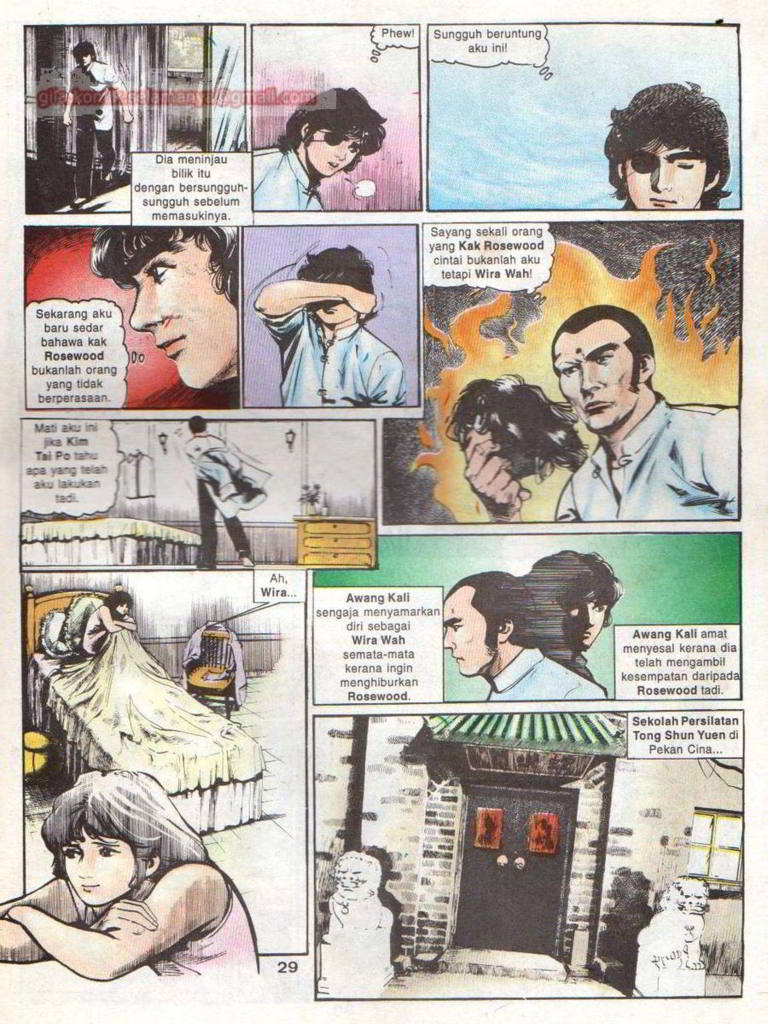 Dia meninjau
bilik itu
dengan bersungguh-
sungguh sebelum
memasukinya.
Phew!
Sungguh beruntung
aku ini!
Sekarang aku
baru sedar
bahawa kak
Rosewood
bukanlah orang
yang tidak
berperasaan.
Sayang sekali orang
yang Kak Rosewood
cintai bukanlah aku
tetapi Wira Wah!
Mati aku ini
jika Kim
Tai Po tahu
apa yang telah
aku lakukan
tadi.
Ah,
Wira...
Awang Kali
sengaja menyamarkan
diri sebagai
Wira Wah
semata-mata
kerana ingin
menghiburkan
Rosewood.
Awang Kali amat
menyesal kerana dia
telah mengambil
kesempatan daripada
Rosewood tadi.
Sekolah Persilatan
Tong Shun Yuen di
Pekan Cina...
29